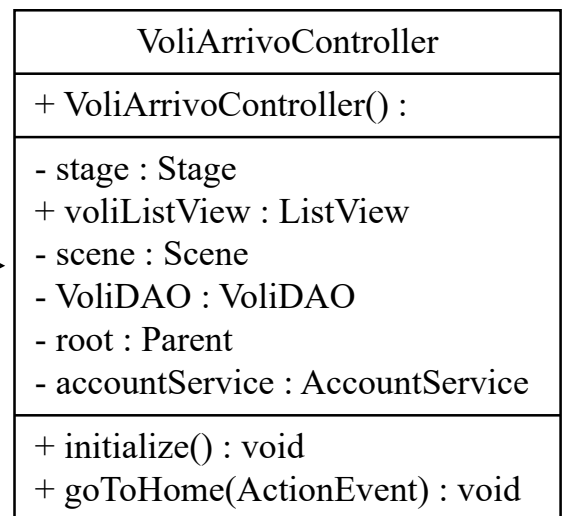 VoliArrivoController
+ VoliArrivoController() :
- stage : Stage
+ voliListView : ListView
- scene : Scene
- VoliDAO : VoliDAO
- root : Parent
- accountService : AccountService
+ initialize() : void
+ goToHome(ActionEvent) : void